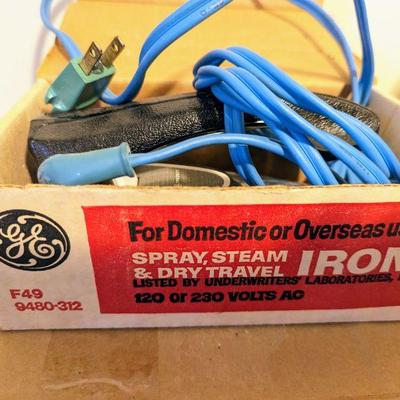 GE
For Domestic or Overseas us
SPRAY, STEAM
& DRY TRAVEL IRON
LISTED BY UNDERWRITERS' LABORATORIES, I
120 or 230 VOLTS AC
F49
9480-312